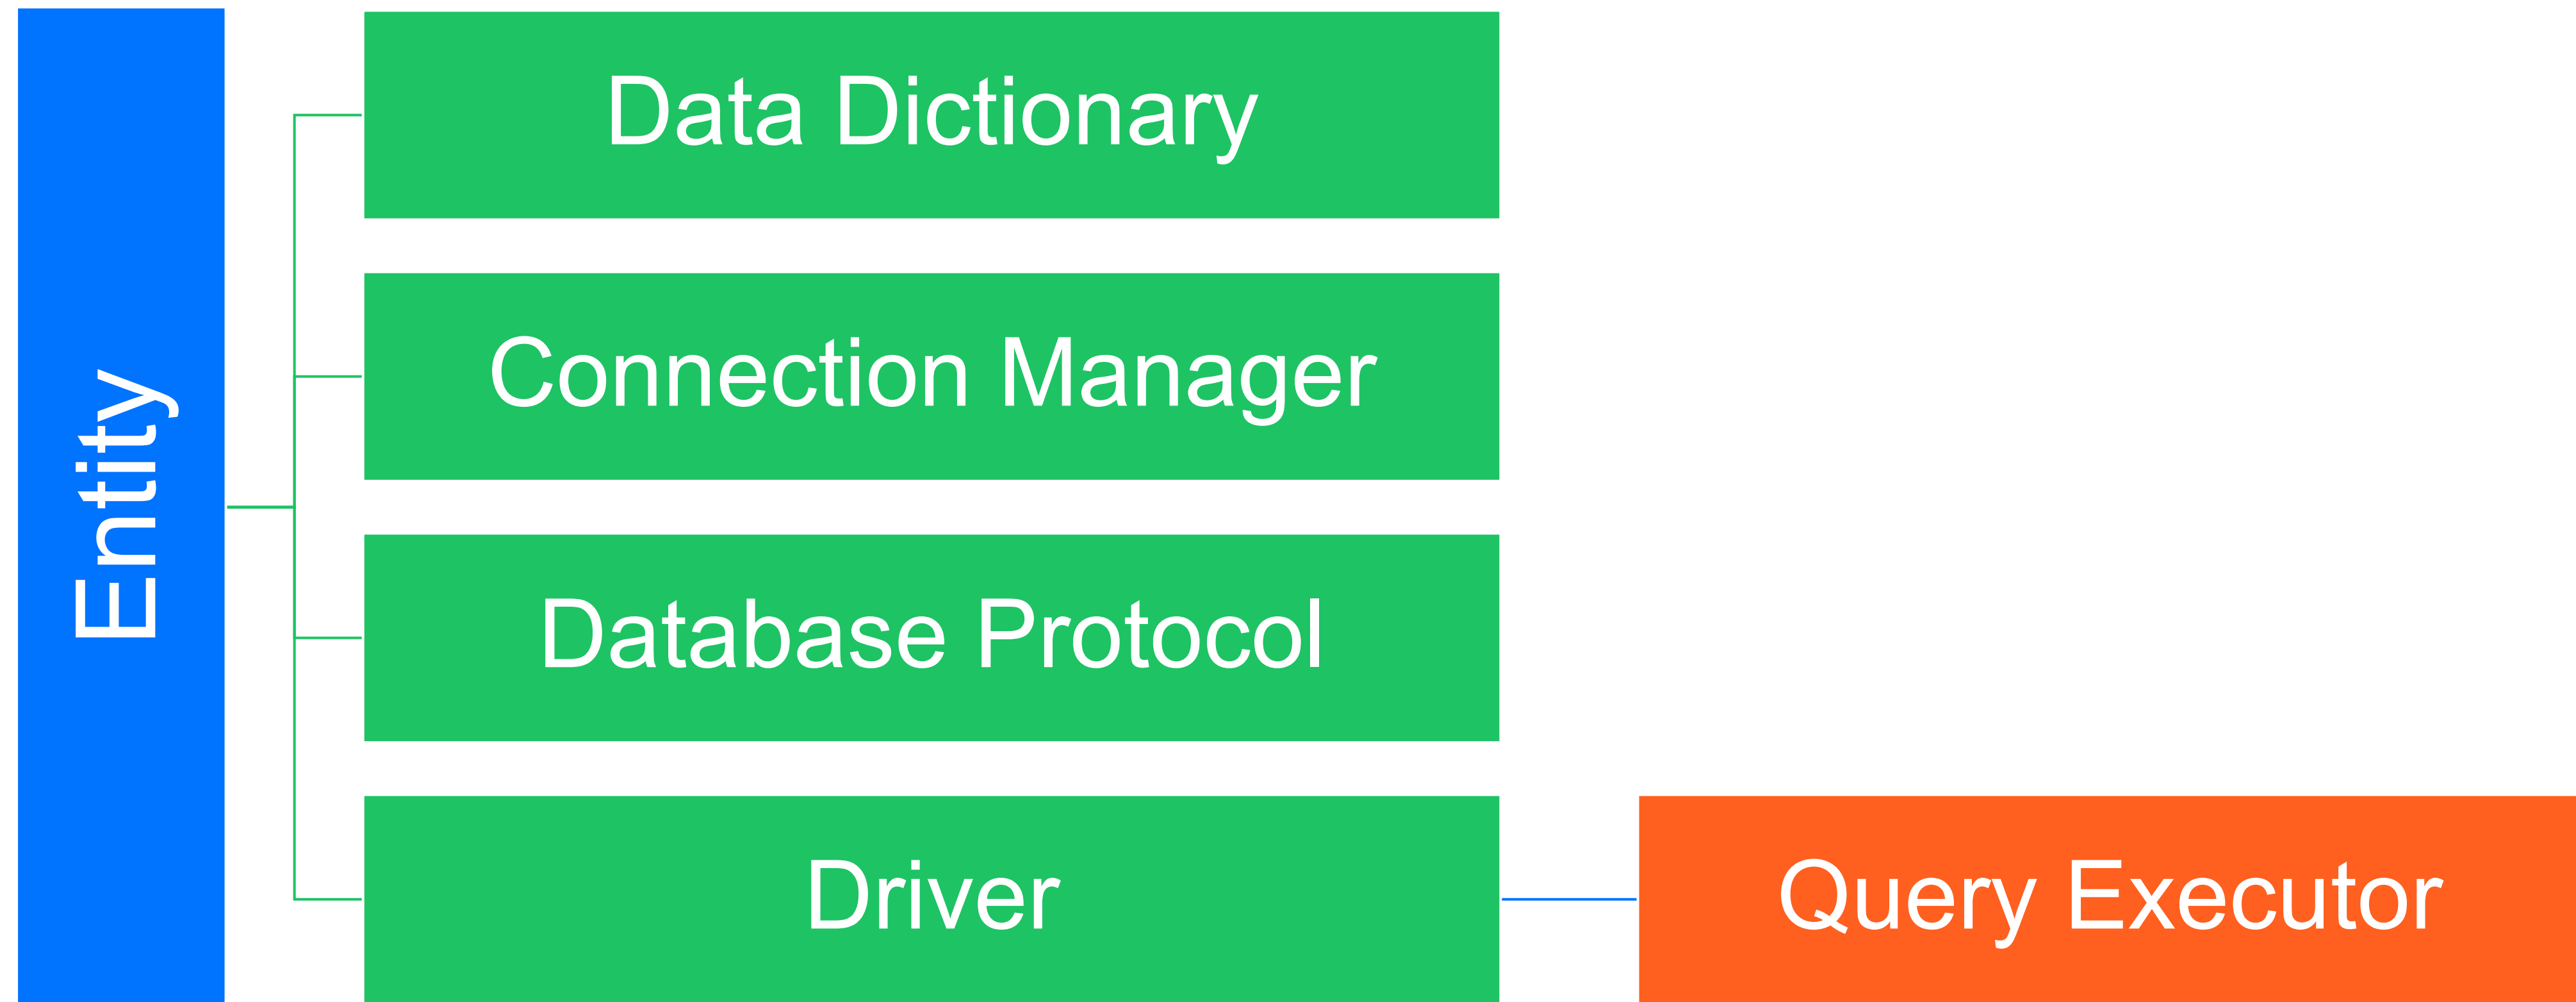 Entity
Data Dictionary
Connection Manager
Database Protocol
Driver
Query Executor